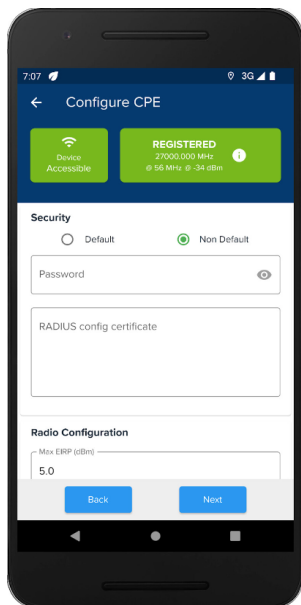 7:07 3G
Configure CPE
Device
Accessible
REGISTERED
27000.000 MHz
@ 56 MHz @ -34 dBm
Security
Default Non Default
Password
RADIUS config certificate
Radio Configuration
Max EIRP (dBm)
5.0
Back Next